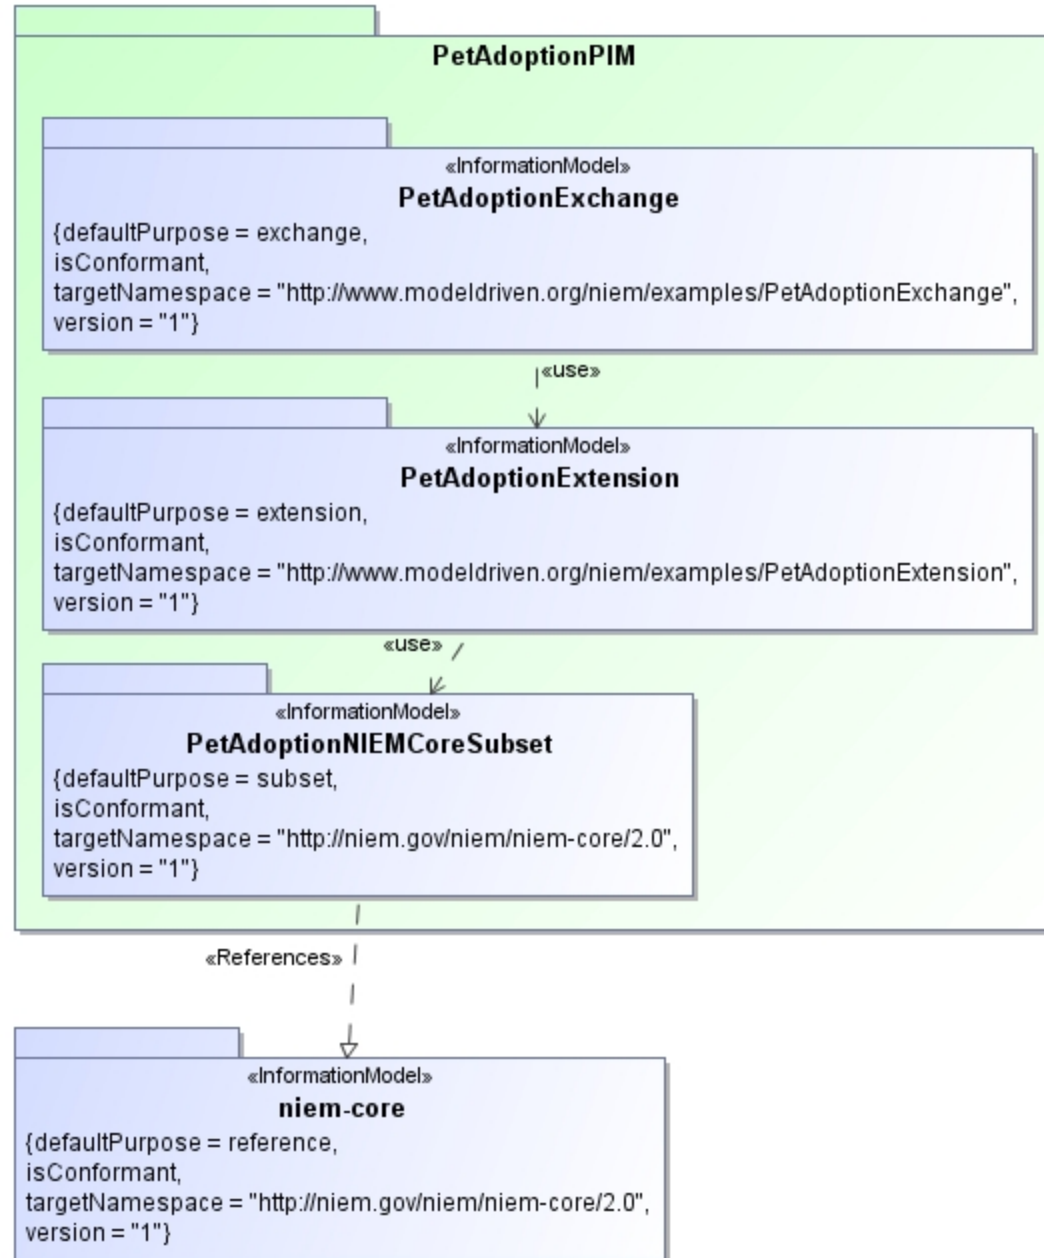 PetAdoptionPIM
«InformationModel»
PetAdoptionExchange
{defaultPurpose = exchange,
isConformant,
targetNamespace = "http://www.modeldriven.org/niem/examples/PetAdoptionExchange",
version = "1"}
«use»
«InformationModel»
PetAdoptionExtension
{defaultPurpose = extension,
isConformant,
targetNamespace = "http://www.modeldriven.org/niem/examples/PetAdoptionExtension",
version = "1"}
«use»
«InformationModel»
PetAdoptionNIEMCoreSubset
{defaultPurpose = subset,
isConformant,
targetNamespace = "http://niem.gov/niem/niem-core/2.0",
version = "1"}
«References»
«InformationModel»
niem-core
{defaultPurpose = reference,
isConformant,
targetNamespace = "http://niem.gov/niem/niem-core/2.0",
version = "1"}